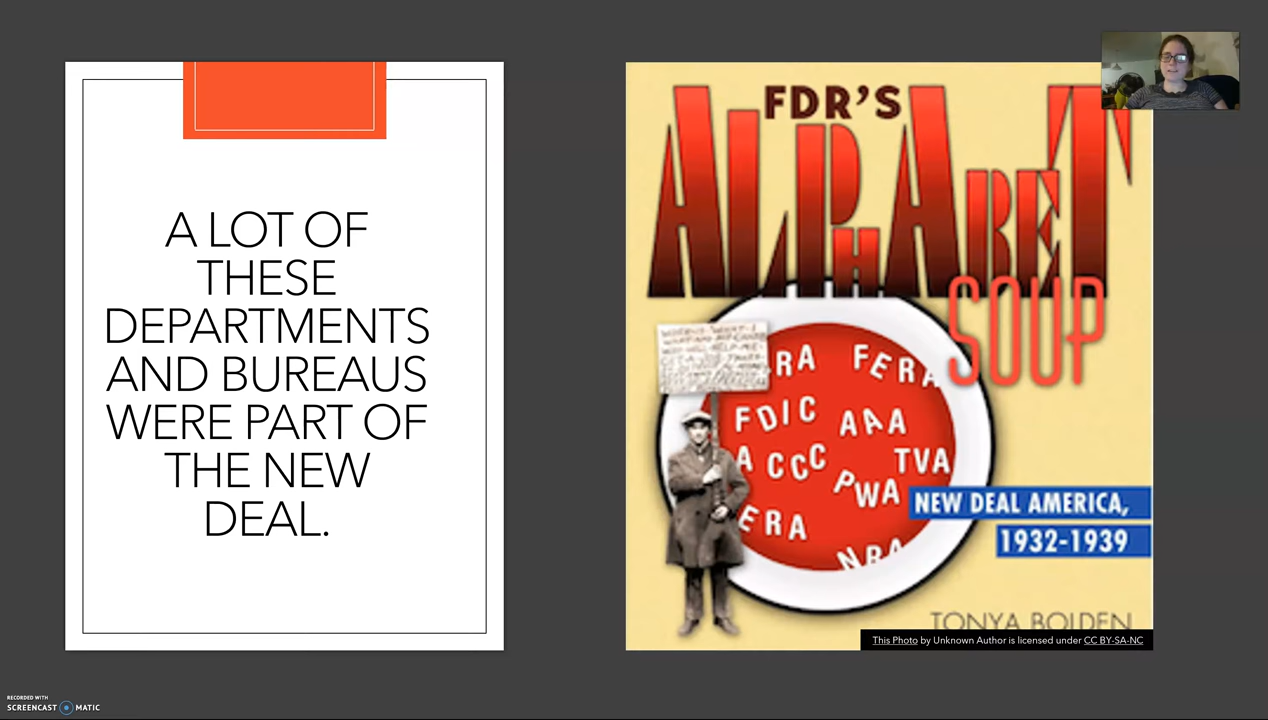 A LOT OF
THESE
DEPARTMENTS
AND BUREAUS
WERE PART OF
THE NEW
DEAL.
FDR'S
ALPHABET
SOUP
RA FERA
FDIC AAA
A CCC TVA
PWA
ERA
NRA
NEW DEAL AMERICA,
1932-1939
TONYA BOLDEN
This Photo by Unknown Author is licensed under CC BY-SA-NC
RECORDED WITH
SCREENCAST MATIC